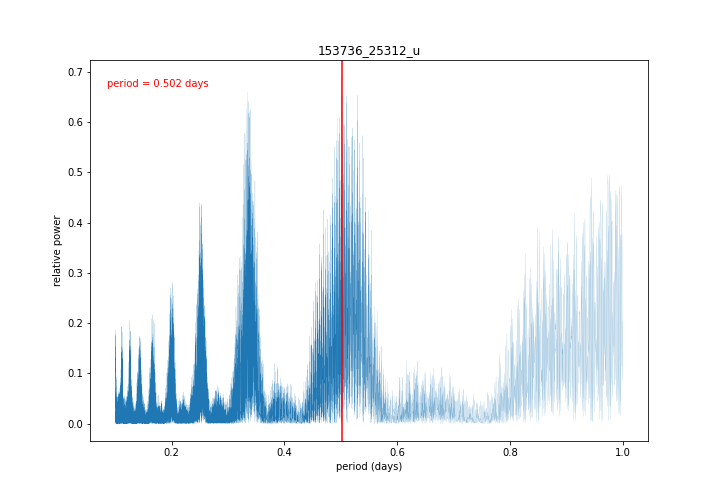 153736_25312_u
period = 0.502 days
relative power
0.7
0.6
0.5
0.4
0.3
0.2
0.1
0.0
0.2 0.4 0.6 0.8 1.0
period (days)